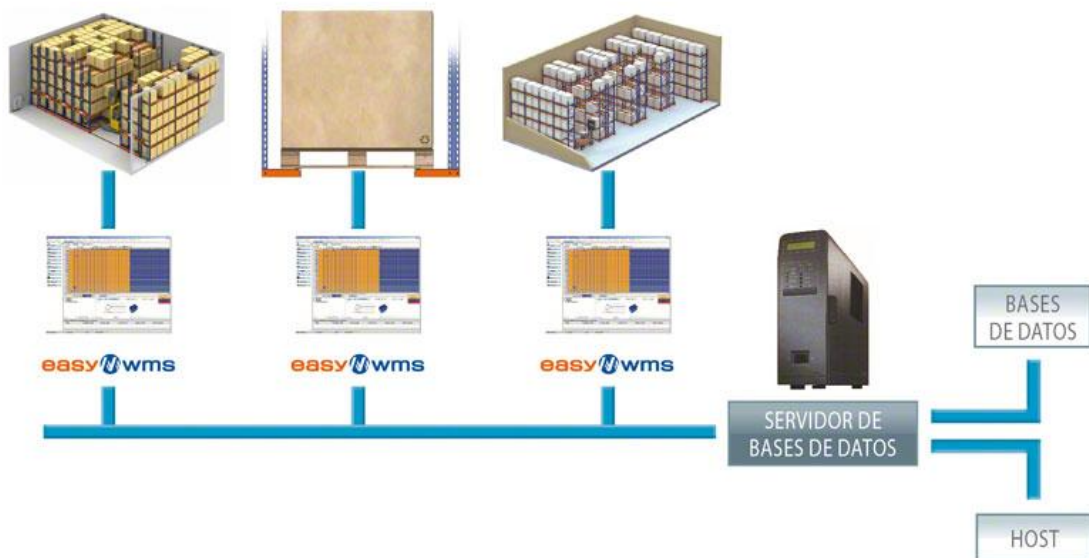 easy wms
easy wms
easy wms
BASES
DE DATOS
SERVIDOR DE
BASES DE DATOS
HOST